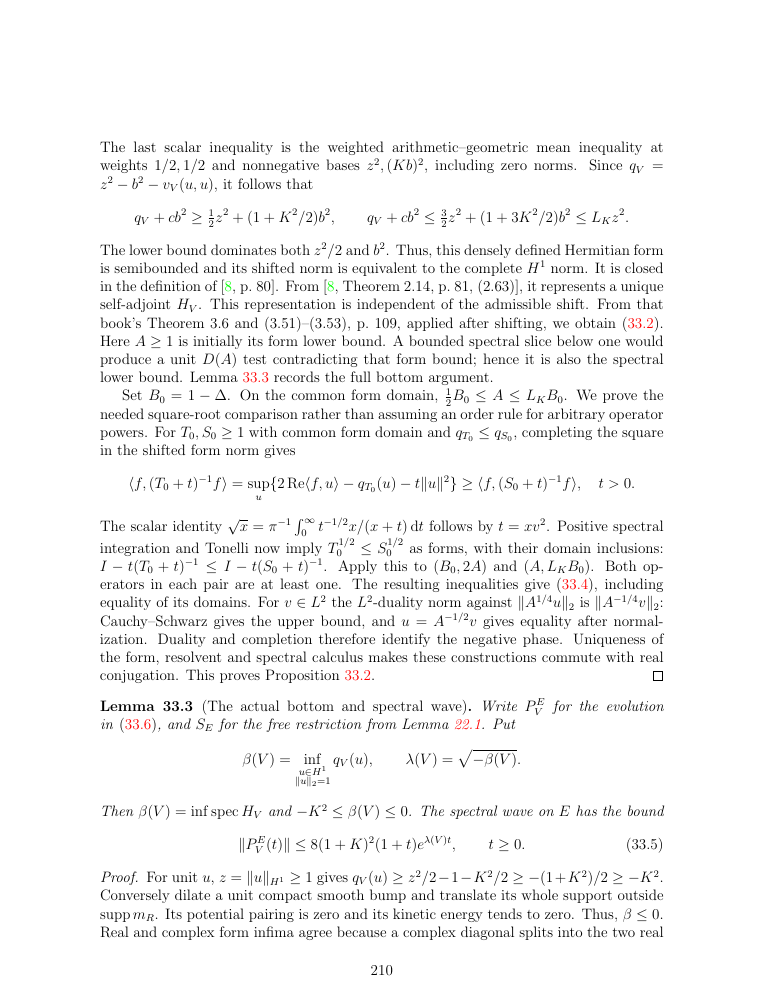 The last scalar inequality is the weighted arithmetic–geometric mean inequality at
weights 1/2, 1/2 and nonnegative bases z², (Kb)², including zero norms. Since q_V =
z² − b² − v_V(u, u), it follows that
q_V + cb² ≥ ½z² + (1 + K²/2)b², q_V + cb² ≤ 3/2 z² + (1 + 3K²/2)b² ≤ L_K z².
The lower bound dominates both z²/2 and b². Thus, this densely defined Hermitian form
is semibounded and its shifted norm is equivalent to the complete H¹ norm. It is closed
in the definition of [8, p. 80]. From [8, Theorem 2.14, p. 81, (2.63)], it represents a unique
self-adjoint H_V. This representation is independent of the admissible shift. From that
book's Theorem 3.6 and (3.51)–(3.53), p. 109, applied after shifting, we obtain (33.2).
Here A ≥ 1 is initially its form lower bound. A bounded spectral slice below one would
produce a unit D(A) test contradicting that form bound; hence it is also the spectral
lower bound. Lemma 33.3 records the full bottom argument.
Set B₀ = 1 − Δ. On the common form domain, ½B₀ ≤ A ≤ L_K B₀. We prove the
needed square-root comparison rather than assuming an order rule for arbitrary operator
powers. For T₀, S₀ ≥ 1 with common form domain and q_{T₀} ≤ q_{S₀}, completing the square
in the shifted form norm gives
⟨f, (T₀ + t)⁻¹f⟩ = sup_u {2 Re⟨f, u⟩ − q_{T₀}(u) − t‖u‖²} ≥ ⟨f, (S₀ + t)⁻¹f⟩, t > 0.
The scalar identity √x = π⁻¹ ∫₀^∞ t^{−1/2}x/(x + t) dt follows by t = xv². Positive spectral
integration and Tonelli now imply T₀^{1/2} ≤ S₀^{1/2} as forms, with their domain inclusions:
I − t(T₀ + t)⁻¹ ≤ I − t(S₀ + t)⁻¹. Apply this to (B₀, 2A) and (A, L_K B₀). Both op-
erators in each pair are at least one. The resulting inequalities give (33.4), including
equality of its domains. For v ∈ L² the L²-duality norm against ‖A^{1/4}u‖₂ is ‖A^{−1/4}v‖₂:
Cauchy–Schwarz gives the upper bound, and u = A^{−1/2}v gives equality after normal-
ization. Duality and completion therefore identify the negative phase. Uniqueness of
the form, resolvent and spectral calculus makes these constructions commute with real
conjugation. This proves Proposition 33.2. □
Lemma 33.3 (The actual bottom and spectral wave). Write P_V^E for the evolution
in (33.6), and S_E for the free restriction from Lemma 22.1. Put
β(V) = inf_{u∈H¹, ‖u‖₂=1} q_V(u), λ(V) = √(−β(V)).
Then β(V) = inf spec H_V and −K² ≤ β(V) ≤ 0. The spectral wave on E has the bound
‖P_V^E(t)‖ ≤ 8(1 + K)²(1 + t)e^{λ(V)t}, t ≥ 0. (33.5)
Proof. For unit u, z = ‖u‖_{H¹} ≥ 1 gives q_V(u) ≥ z²/2−1−K²/2 ≥ −(1+K²)/2 ≥ −K².
Conversely dilate a unit compact smooth bump and translate its whole support outside
supp m_R. Its potential pairing is zero and its kinetic energy tends to zero. Thus, β ≤ 0.
Real and complex form infima agree because a complex diagonal splits into the two real
210